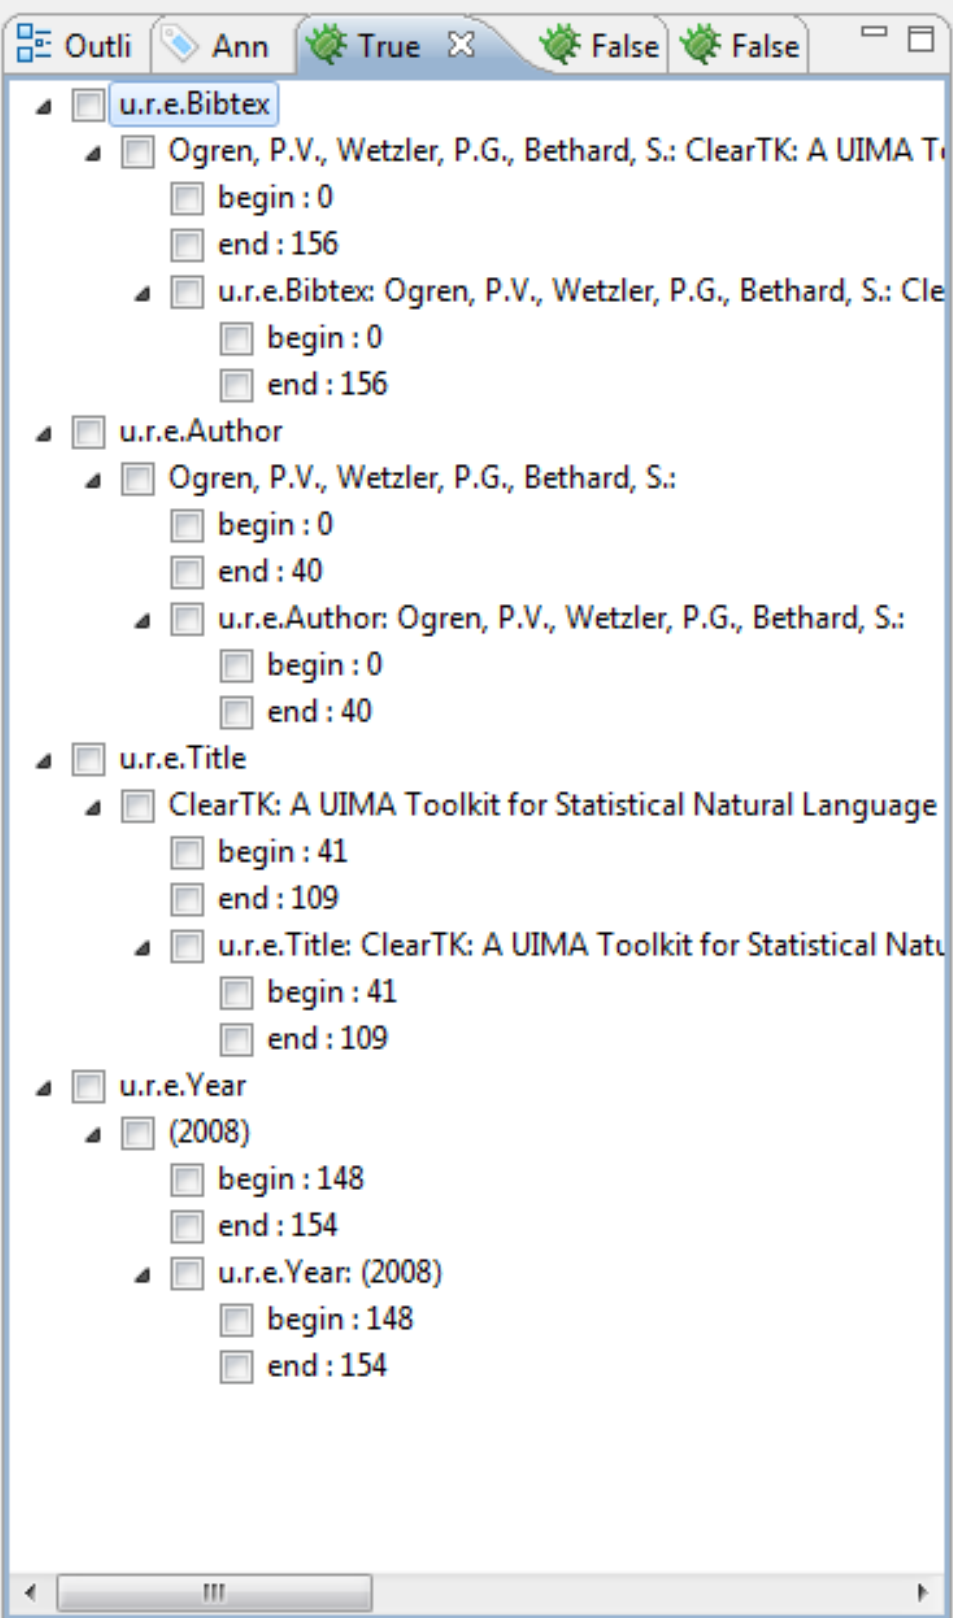 Outli Ann True False False
u.r.e.Bibtex
Ogren, P.V., Wetzler, P.G., Bethard, S.: ClearTK: A UIMA
begin : 0
end : 156
u.r.e.Bibtex: Ogren, P.V., Wetzler, P.G., Bethard, S.: Cle
begin : 0
end : 156
u.r.e.Author
Ogren, P.V., Wetzler, P.G., Bethard, S.:
begin : 0
end : 40
u.r.e.Author: Ogren, P.V., Wetzler, P.G., Bethard, S.:
begin : 0
end : 40
u.r.e.Title
ClearTK: A UIMA Toolkit for Statistical Natural Language
begin : 41
end : 109
u.r.e.Title: ClearTK: A UIMA Toolkit for Statistical Natu
begin : 41
end : 109
u.r.e.Year
(2008)
begin : 148
end : 154
u.r.e.Year: (2008)
begin : 148
end : 154